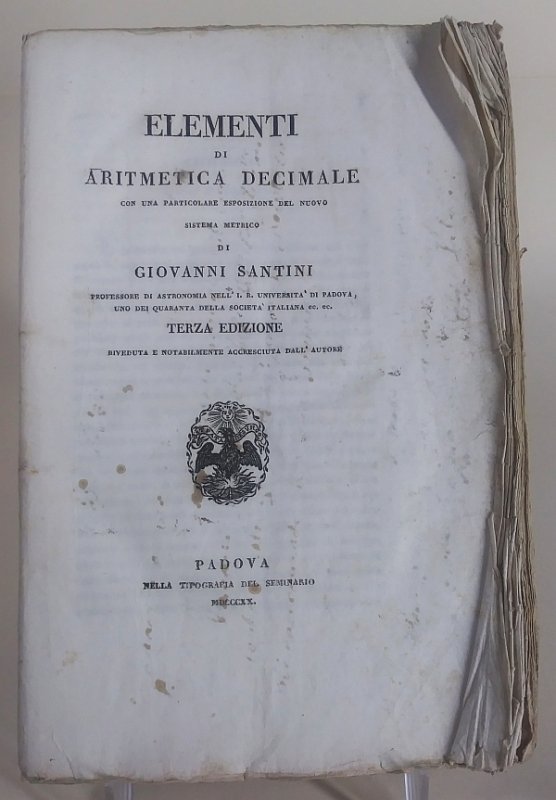 ELEMENTI
DI
ARITMETICA DECIMALE
CON UNA PARTICOLARE ESPOSIZIONE DEL NUOVO
SISTEMA METRICO
DI
GIOVANNI SANTINI
PROFESSORE DI ASTRONOMIA NELL' I. R. UNIVERSITA' DI PADOVA,
UNO DEI QUARANTA DELLA SOCIETA' ITALIANA ec. ec.
TERZA EDIZIONE
RIVEDUTA E NOTABILMENTE ACCRESCIUTA DALL' AUTORE
PADOVA
NELLA TIPOGRAFIA DEL SEMINARIO
MDCCCXX.